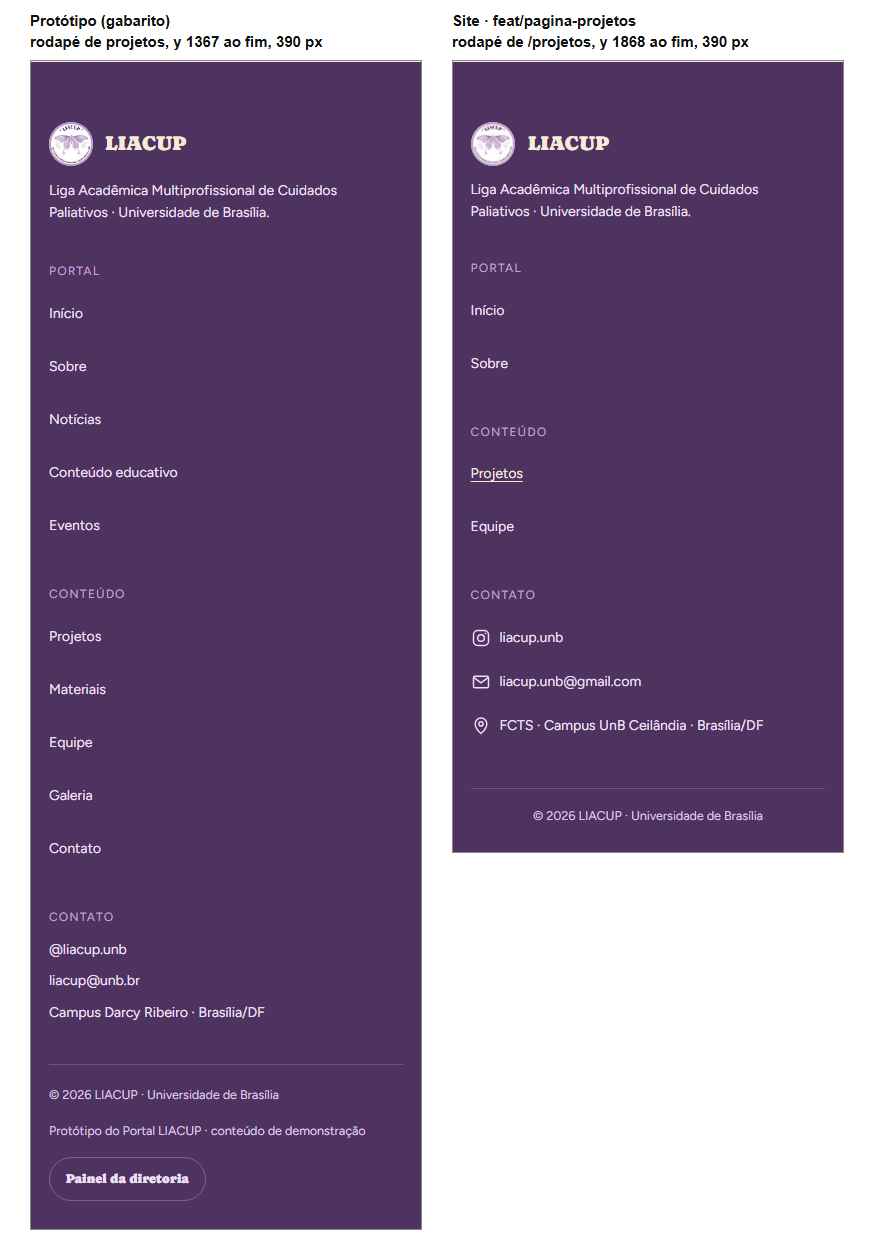 Protótipo (gabarito)
rodapé de projetos, y 1367 ao fim, 390 px
LIACUP
LIACUP
Liga Acadêmica Multiprofissional de Cuidados
Paliativos · Universidade de Brasília.
PORTAL
Início
Sobre
Notícias
Conteúdo educativo
Eventos
CONTEÚDO
Projetos
Materiais
Equipe
Galeria
Contato
CONTATO
@liacup.unb
liacup@unb.br
Campus Darcy Ribeiro · Brasília/DF
© 2026 LIACUP · Universidade de Brasília
Protótipo do Portal LIACUP · conteúdo de demonstração
Painel da diretoria
Site · feat/pagina-projetos
rodapé de /projetos, y 1868 ao fim, 390 px
LIACUP
LIACUP
Liga Acadêmica Multiprofissional de Cuidados
Paliativos · Universidade de Brasília.
PORTAL
Início
Sobre
CONTEÚDO
Projetos
Equipe
CONTATO
liacup.unb
liacup.unb@gmail.com
FCTS · Campus UnB Ceilândia · Brasília/DF
© 2026 LIACUP · Universidade de Brasília